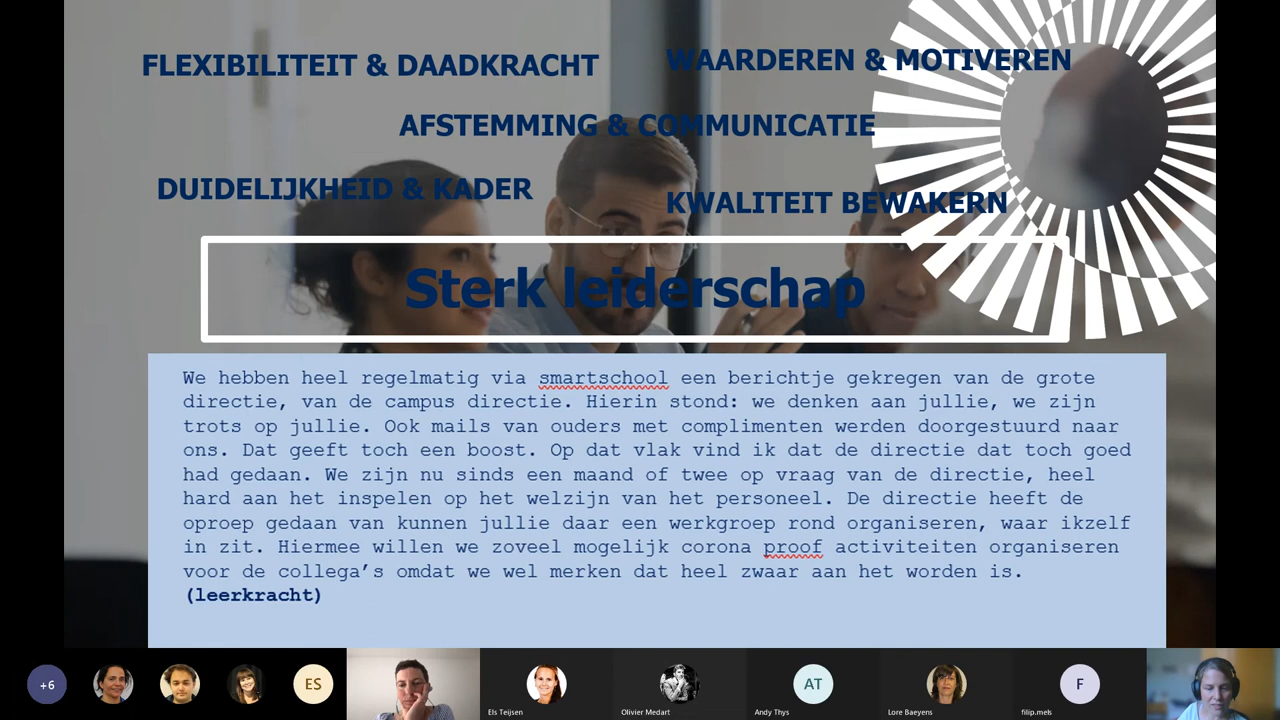 FLEXIBILITEIT & DAADKRACHT
WAARDEREN & MOTIVEREN
AFSTEMMING & COMMUNICATIE
DUIDELIJKHEID & KADER
KWALITEIT BEWAKERN
Sterk leiderschap
We hebben heel regelmatig via smartschool een berichtje gekregen van de grote
directie, van de campus directie. Hierin stond: we denken aan jullie, we zijn
trots op jullie. Ook mails van ouders met complimenten werden doorgestuurd naar
ons. Dat geeft toch een boost. Op dat vlak vind ik dat de directie dat toch goed
had gedaan. We zijn nu sinds een maand of twee op vraag van de directie, heel
hard aan het inspelen op het welzijn van het personeel. De directie heeft de
oproep gedaan van kunnen jullie daar een werkgroep rond organiseren, waar ikzelf
in zit. Hiermee willen we zoveel mogelijk corona proof activiteiten organiseren
voor de collega's omdat we wel merken dat heel zwaar aan het worden is.
(leerkracht)
+6
ES
AT
F
Els Teijsen
Olivier Medart
Andy Thys
Lore Baeyens
filip.mels